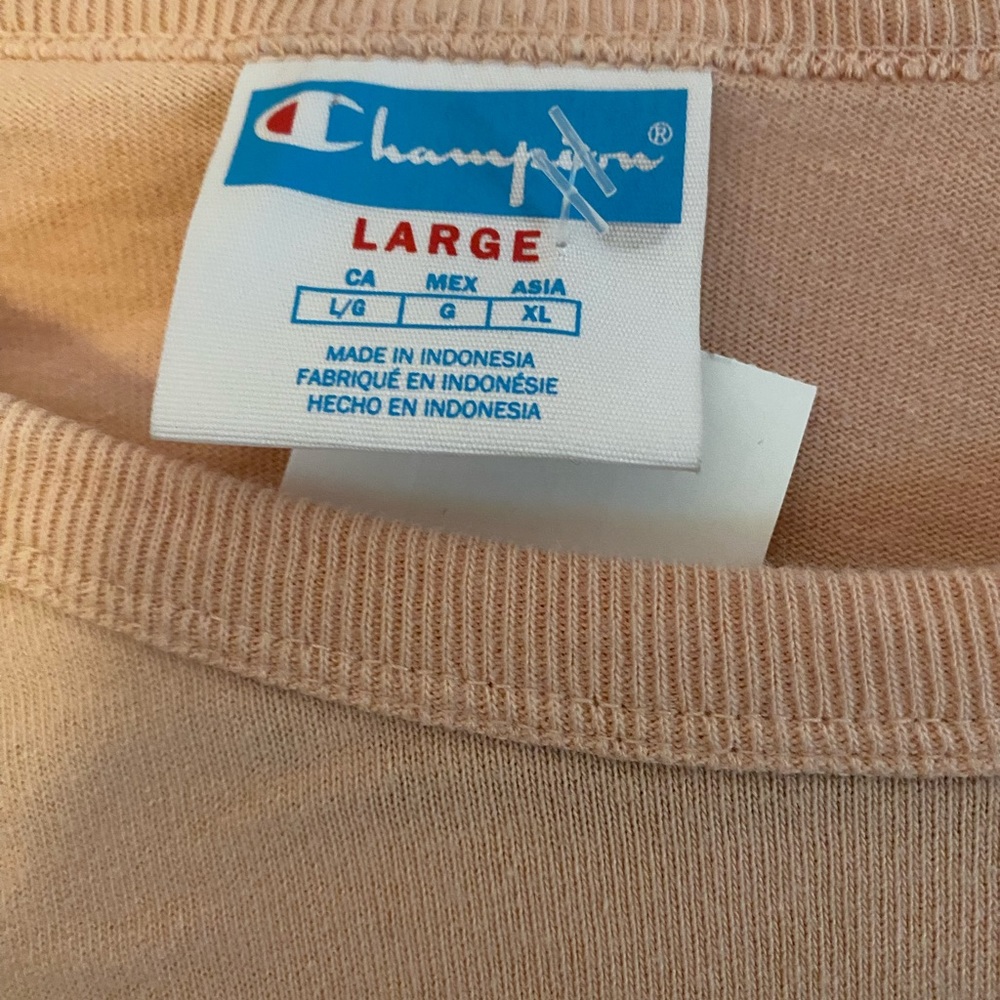 Champion®
LARGE
CA MEX ASIA
L/G G XL
MADE IN INDONESIA
FABRIQUÉ EN INDONÉSIE
HECHO EN INDONESIA